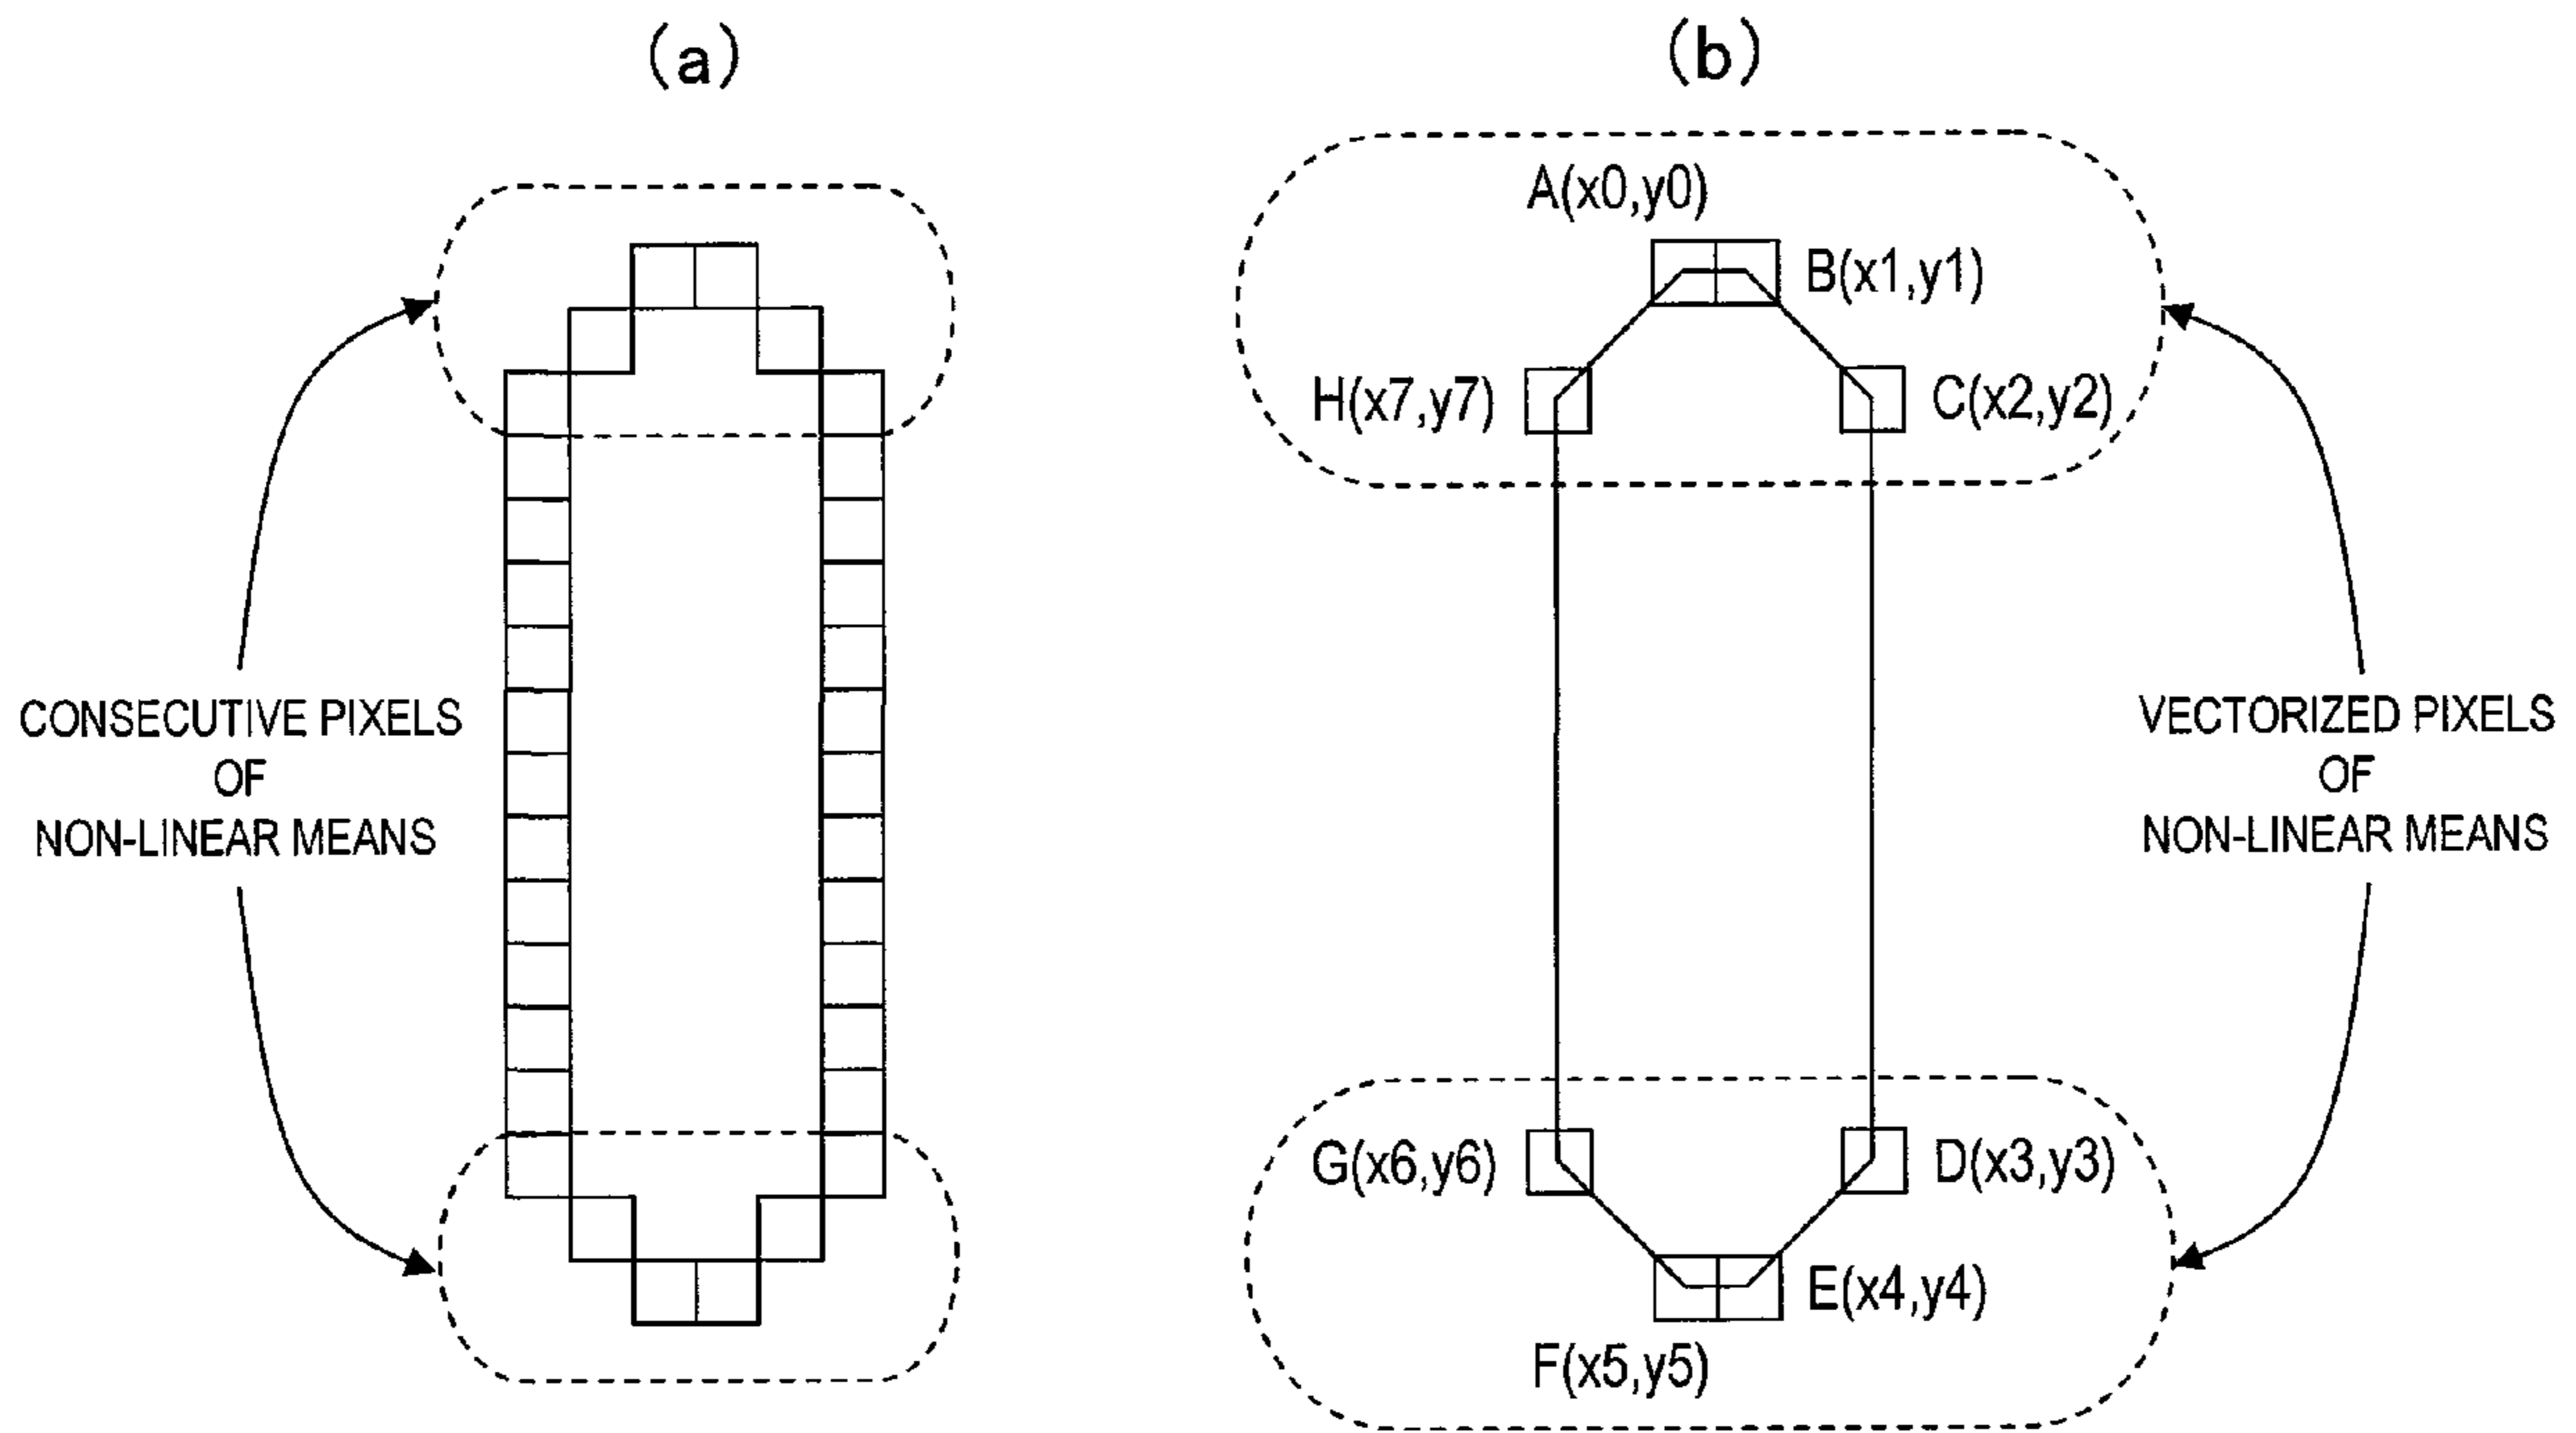 (a)
CONSECUTIVE PIXELS
OF
NON-LINEAR MEANS
(b)
A(x0,y0)
B(x1,y1)
H(x7,y7)
C(x2,y2)
VECTORIZED PIXELS
OF
NON-LINEAR MEANS
G(x6,y6)
D(x3,y3)
E(x4,y4)
F(x5,y5)